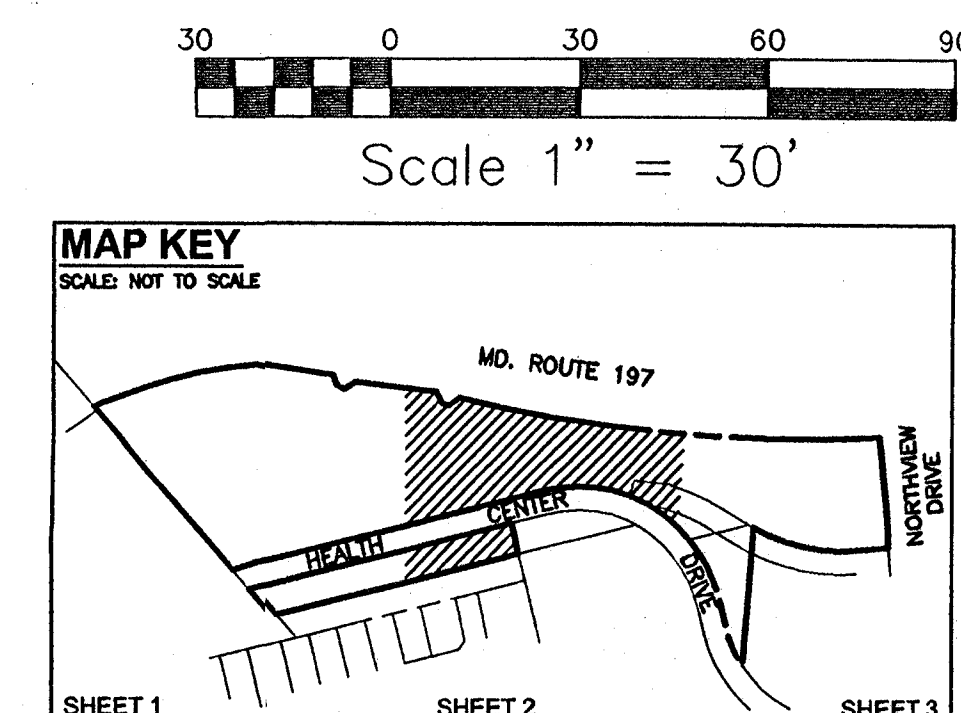 30 0 30 60 90
Scale 1” = 30’
MAP KEY
SCALE: NOT TO SCALE
MD. ROUTE 197
NORTHVIEW
DRIVE
HEALTH CENTER DRIVE
SHEET 1 SHEET 2 SHEET 3